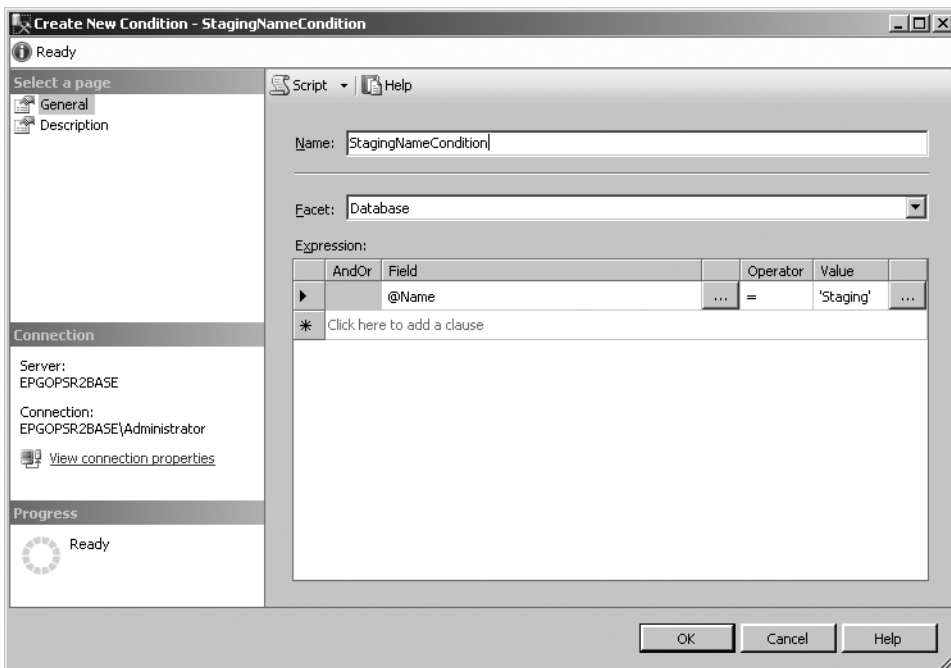 Create New Condition - StagingNameCondition
Ready
Select a page
General
Description
Script
Help
Name: StagingNameCondition
Facet: Database
Expression:
AndOr Field Operator Value
@Name ... = 'Staging' ...
Click here to add a clause
Connection
Server:
EPGOPSR2BASE
Connection:
EPGOPSR2BASE\Administrator
View connection properties
Progress
Ready
OK Cancel Help